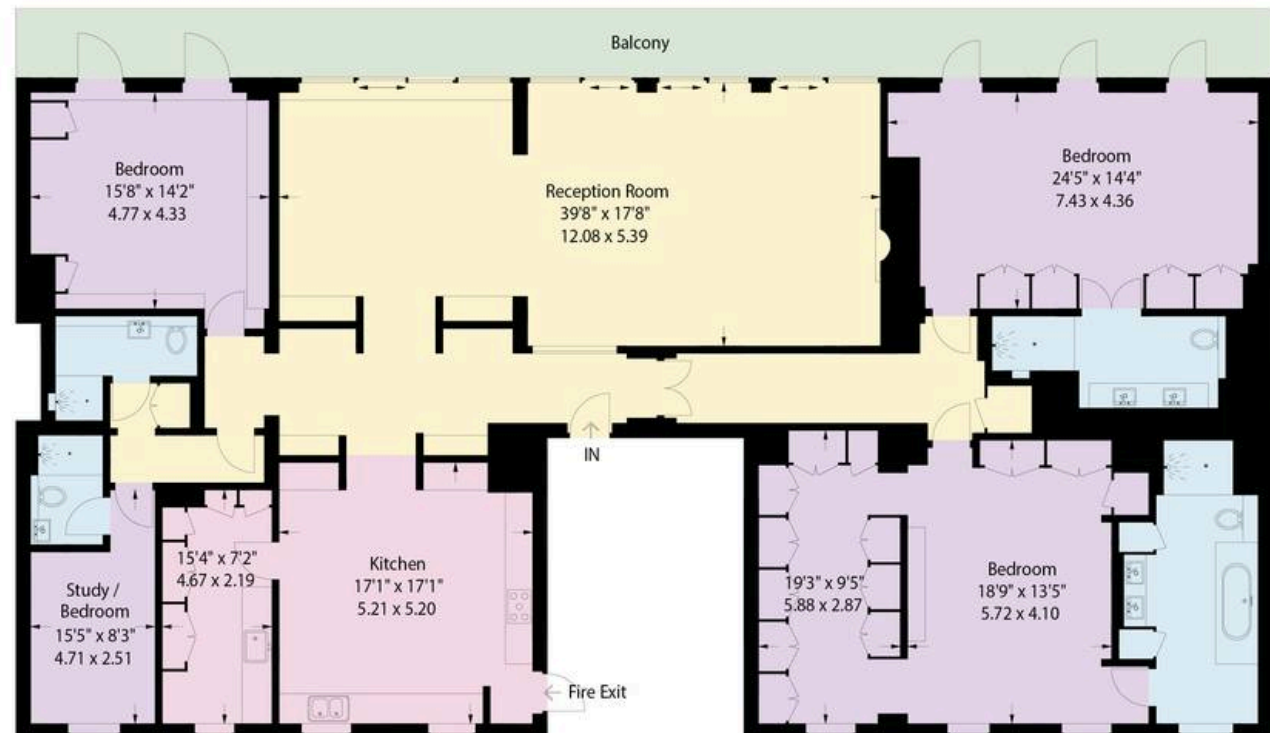 Balcony
Bedroom
15'8" x 14'2"
4.77 x 4.33
Reception Room
39'8" x 17'8"
12.08 x 5.39
Bedroom
24'5" x 14'4"
7.43 x 4.36
IN
Study /
Bedroom
15'5" x 8'3"
4.71 x 2.51
15'4" x 7'2"
4.67 x 2.19
Kitchen
17'1" x 17'1"
5.21 x 5.20
Fire Exit
19'3" x 9'5"
5.88 x 2.87
Bedroom
18'9" x 13'5"
5.72 x 4.10